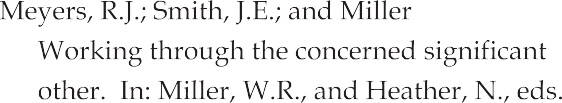 Meyers, R.J.; Smith, J.E.; and Miller
Working through the concerned significant
other. In: Miller, W.R., and Heather, N., eds.